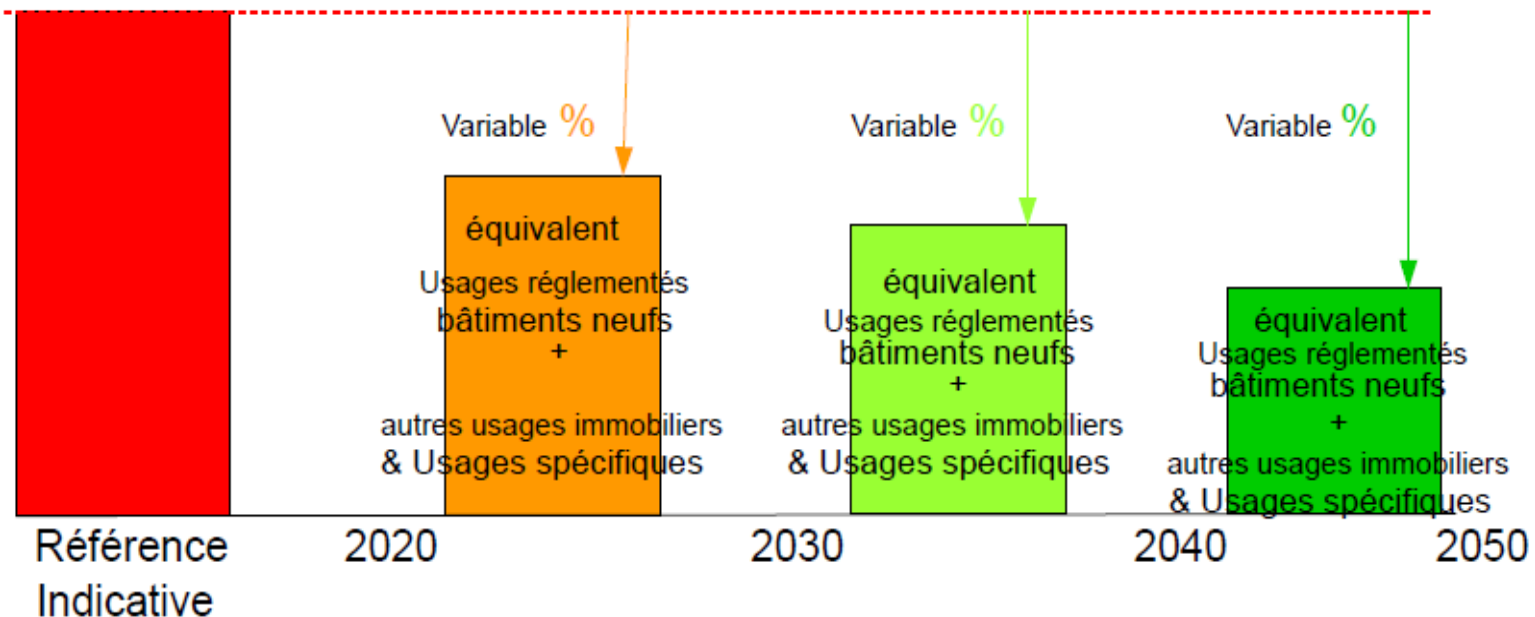 Variable %
équivalent
Usages réglementés
bâtiments neufs
+
autres usages immobiliers
& Usages spécifiques
Variable %
équivalent
Usages réglementés
bâtiments neufs
+
autres usages immobiliers
& Usages spécifiques
Variable %
équivalent
Usages réglementés
bâtiments neufs
+
autres usages immobiliers
& Usages spécifiques
Référence
Indicative
2020
2030
2040
2050